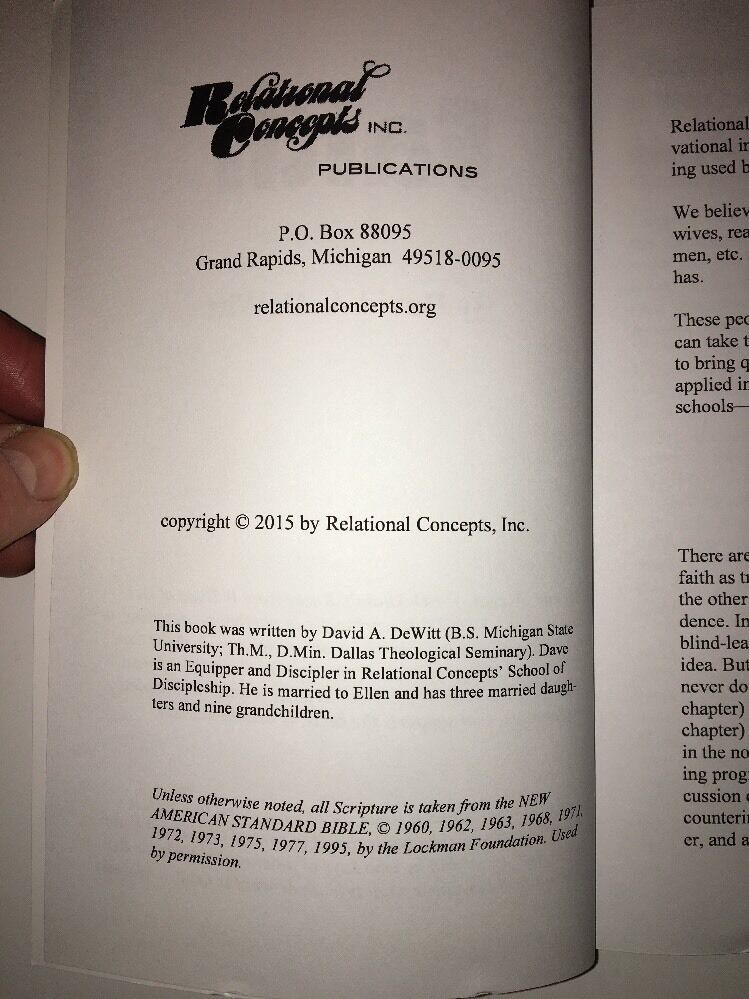 Relational
Concepts INC.
PUBLICATIONS
P.O. Box 88095
Grand Rapids, Michigan 49518-0095
relationalconcepts.org
copyright © 2015 by Relational Concepts, Inc.
This book was written by David A. DeWitt (B.S. Michigan State
University; Th.M., D.Min. Dallas Theological Seminary). Dave
is an Equipper and Discipler in Relational Concepts' School of
Discipleship. He is married to Ellen and has three married daugh-
ters and nine grandchildren.
Unless otherwise noted, all Scripture is taken from the NEW
AMERICAN STANDARD BIBLE, © 1960, 1962, 1963, 1968, 1971,
1972, 1973, 1975, 1977, 1995, by the Lockman Foundation. Used
by permission.
Relational
vational
ing used
We
wives,
men, etc.
has.
These
can take
to bring
applied
schools—
There are
faith as
the other
dence.
idea. But
never do
chapter)
chapter)
in the
ing
cussion
er, and